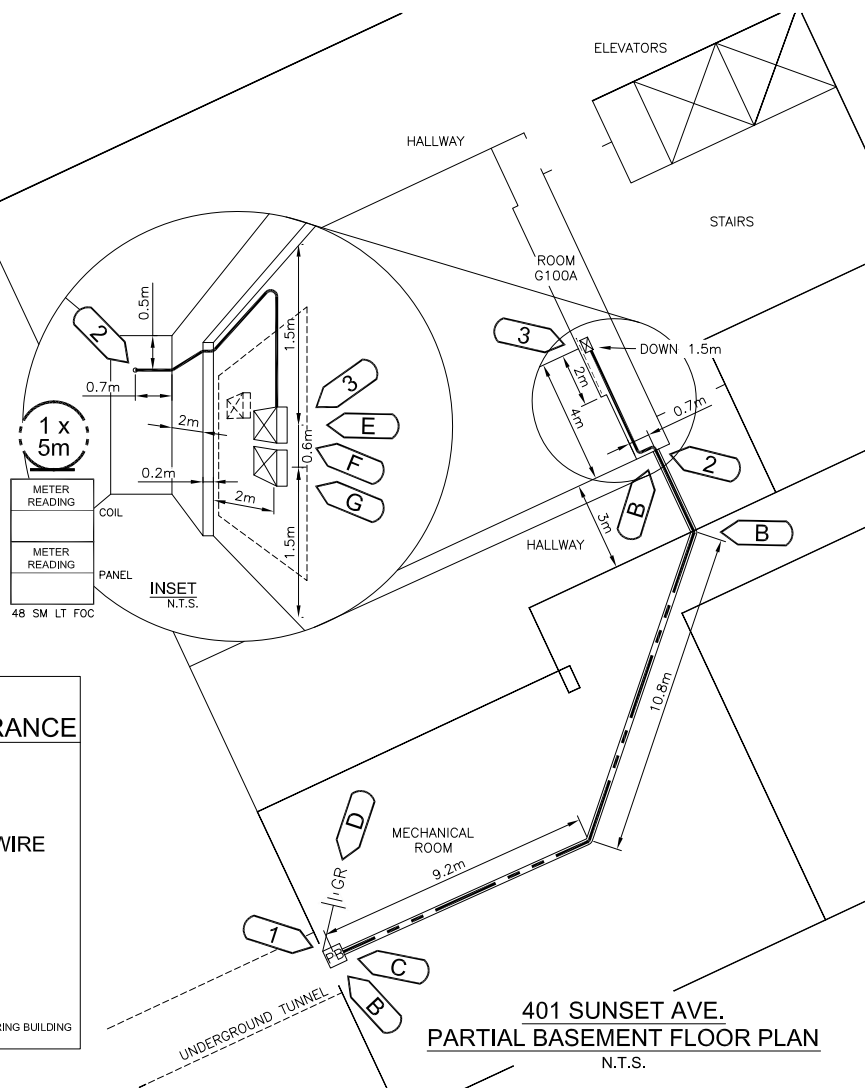 ELEVATORS
HALLWAY
STAIRS
ROOM
G100A
3
DOWN 1.5m
2m
4m
0.7m
2
B
3m
HALLWAY
B
10.8m
2
0.5m
0.7m
1.5m
2m
0.2m
2m
0.6m
1.5m
3
E
F
G
1 x
5m
METER
READING
COIL
METER
READING
PANEL
48 SM LT FOC
INSET
N.T.S.
RANCE
WIRE
RING BUILDING
D
MECHANICAL
ROOM
9.2m
GR
1
PB
C
B
UNDERGROUND TUNNEL
401 SUNSET AVE.
PARTIAL BASEMENT FLOOR PLAN
N.T.S.